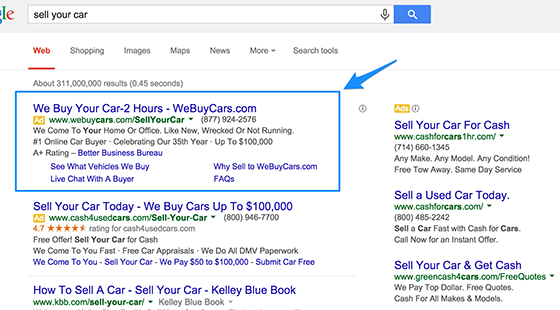 gle sell your car
Web Shopping Images Maps News More Search tools
About 311,000,000 results (0.45 seconds)
We Buy Your Car-2 Hours - WeBuyCars.com
Ad www.webuycars.com/SellYourCar (877) 924-2576
We Come To Your Home Or Office. Like New, Wrecked Or Not Running.
#1 Online Car Buyer · Celebrating Our 35th Year · Up To $100,000
A+ Rating – Better Business Bureau
See What Vehicles We Buy Why Sell to WeBuyCars.com
Live Chat With A Buyer FAQs
Sell Your Car Today - We Buy Cars Up To $100,000
Ad www.cash4usedcars.com/Sell-Your-Car (800) 946-7700
4.7 rating for cash4usedcars.com
Free Offer! Sell Your Car for Cash
We Come To You Fast · Free Car Appraisals · We Do All DMV Paperwork
We Come To You - Sell Your Car - We Pay $50 to $100,000 - Submit Car Free
How To Sell A Car - Kelley Blue Book
www.kbb.com/sell-your-car/ Kelley Blue Book
Ads
Sell Your Car For Cash
www.cashforcars1hr.com/
(714) 660-1345
Any Make. Any Model. Any Condition!
Free Tow Away. Same Day Service
Sell a Used Car Today.
www.cashforcars.com/
(800) 485-2242
Sell a Car Fast with Cash for Cars.
Call Now for an Instant Offer.
Sell Your Car & Get Cash
www.greencash4cars.com/FreeQuotes
We Pay Top Dollar. Free Quotes.
Cash For All Makes & Models.